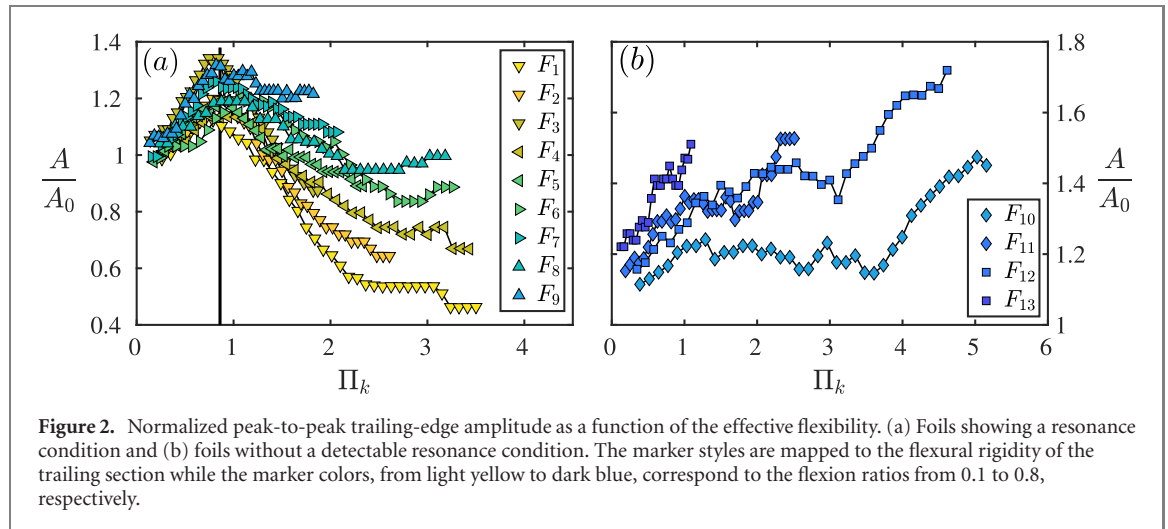 (a)
1.4
1.2
1
0.8
0.6
0.4
A
A₀
0 1 2 3 4
Πₖ
F₁
F₂
F₃
F₄
F₅
F₆
F₇
F₈
F₉
(b)
F₁₀
F₁₁
F₁₂
F₁₃
0 1 2 3 4 5 6
Πₖ
1.8
1.6
1.4
1.2
1
A
A₀
Figure 2. Normalized peak-to-peak trailing-edge amplitude as a function of the effective flexibility. (a) Foils showing a resonance
condition and (b) foils without a detectable resonance condition. The marker styles are mapped to the flexural rigidity of the
trailing section while the marker colors, from light yellow to dark blue, correspond to the flexion ratios from 0.1 to 0.8,
respectively.